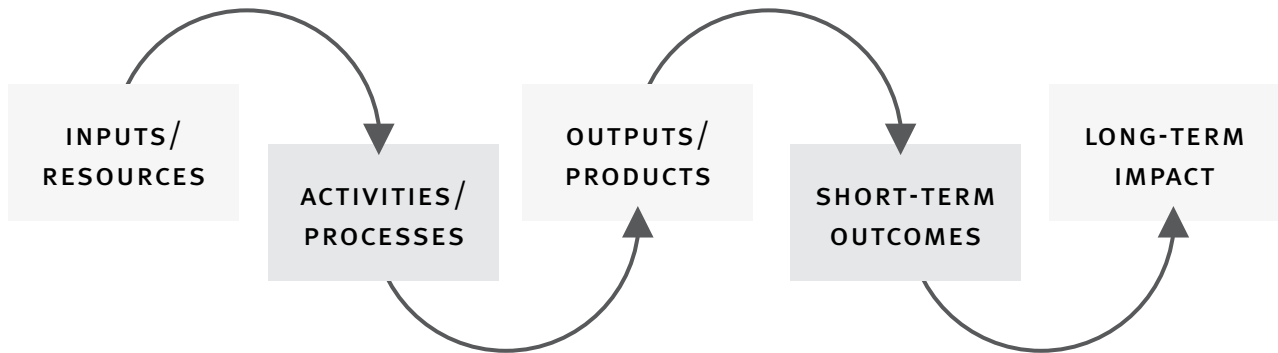 INPUTS/
RESOURCES
ACTIVITIES/
PROCESSES
OUTPUTS/
PRODUCTS
SHORT-TERM
OUTCOMES
LONG-TERM
IMPACT